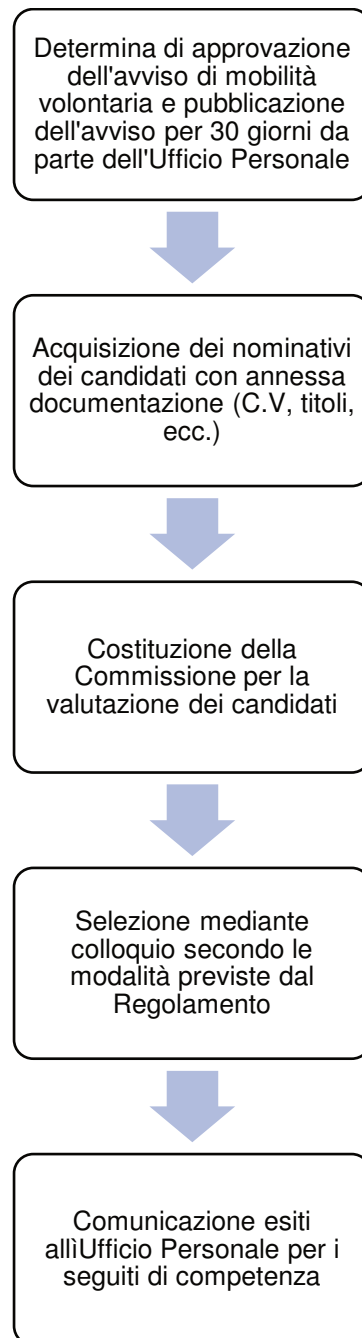 Determina di approvazione
dell'avviso di mobilità
volontaria e pubblicazione
dell'avviso per 30 giorni da
parte dell'Ufficio Personale
Acquisizione dei nominativi
dei candidati con annessa
documentazione (C.V, titoli,
ecc.)
Costituzione della
Commissione per la
valutazione dei candidati
Selezione mediante
colloquio secondo le
modalità previste dal
Regolamento
Comunicazione esiti
allìUfficio Personale per i
seguiti di competenza